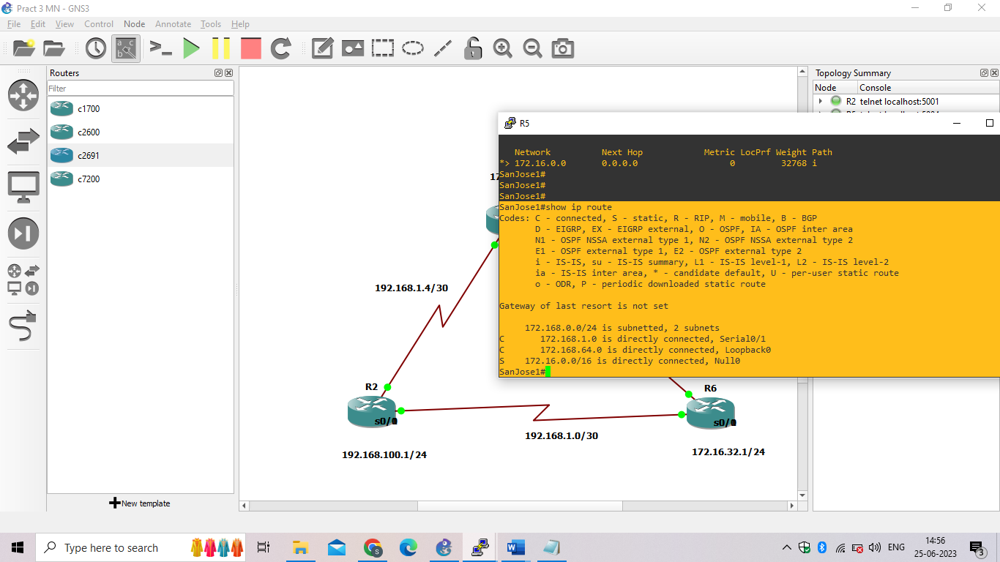 Pract 3 MN - GNS3
File Edit View Control Node Annotate Tools Help
Routers
Filter
c1700
c2600
c2691
c7200
New template
Topology Summary
Node Console
R2 telnet localhost:5001
R5
Network Next Hop Metric LocPrf Weight Path
*> 172.16.0.0 0.0.0.0 0 32768 i
SanJose1#
SanJose1#
SanJose1#
SanJose1#show ip route
Codes: C - connected, S - static, R - RIP, M - mobile, B - BGP
D - EIGRP, EX - EIGRP external, O - OSPF, IA - OSPF inter area
N1 - OSPF NSSA external type 1, N2 - OSPF NSSA external type 2
E1 - OSPF external type 1, E2 - OSPF external type 2
i - IS-IS, su - IS-IS summary, L1 - IS-IS level-1, L2 - IS-IS level-2
ia - IS-IS inter area, * - candidate default, U - per-user static route
o - ODR, P - periodic downloaded static route
Gateway of last resort is not set
172.168.0.0/24 is subnetted, 2 subnets
C 172.168.1.0 is directly connected, Serial0/1
C 172.168.64.0 is directly connected, Loopback0
S 172.16.0.0/16 is directly connected, Null0
SanJose1#
192.168.1.4/30
R2
R6
192.168.1.0/30
192.168.100.1/24
172.16.32.1/24
Type here to search
ENG
14:56
25-06-2023
3